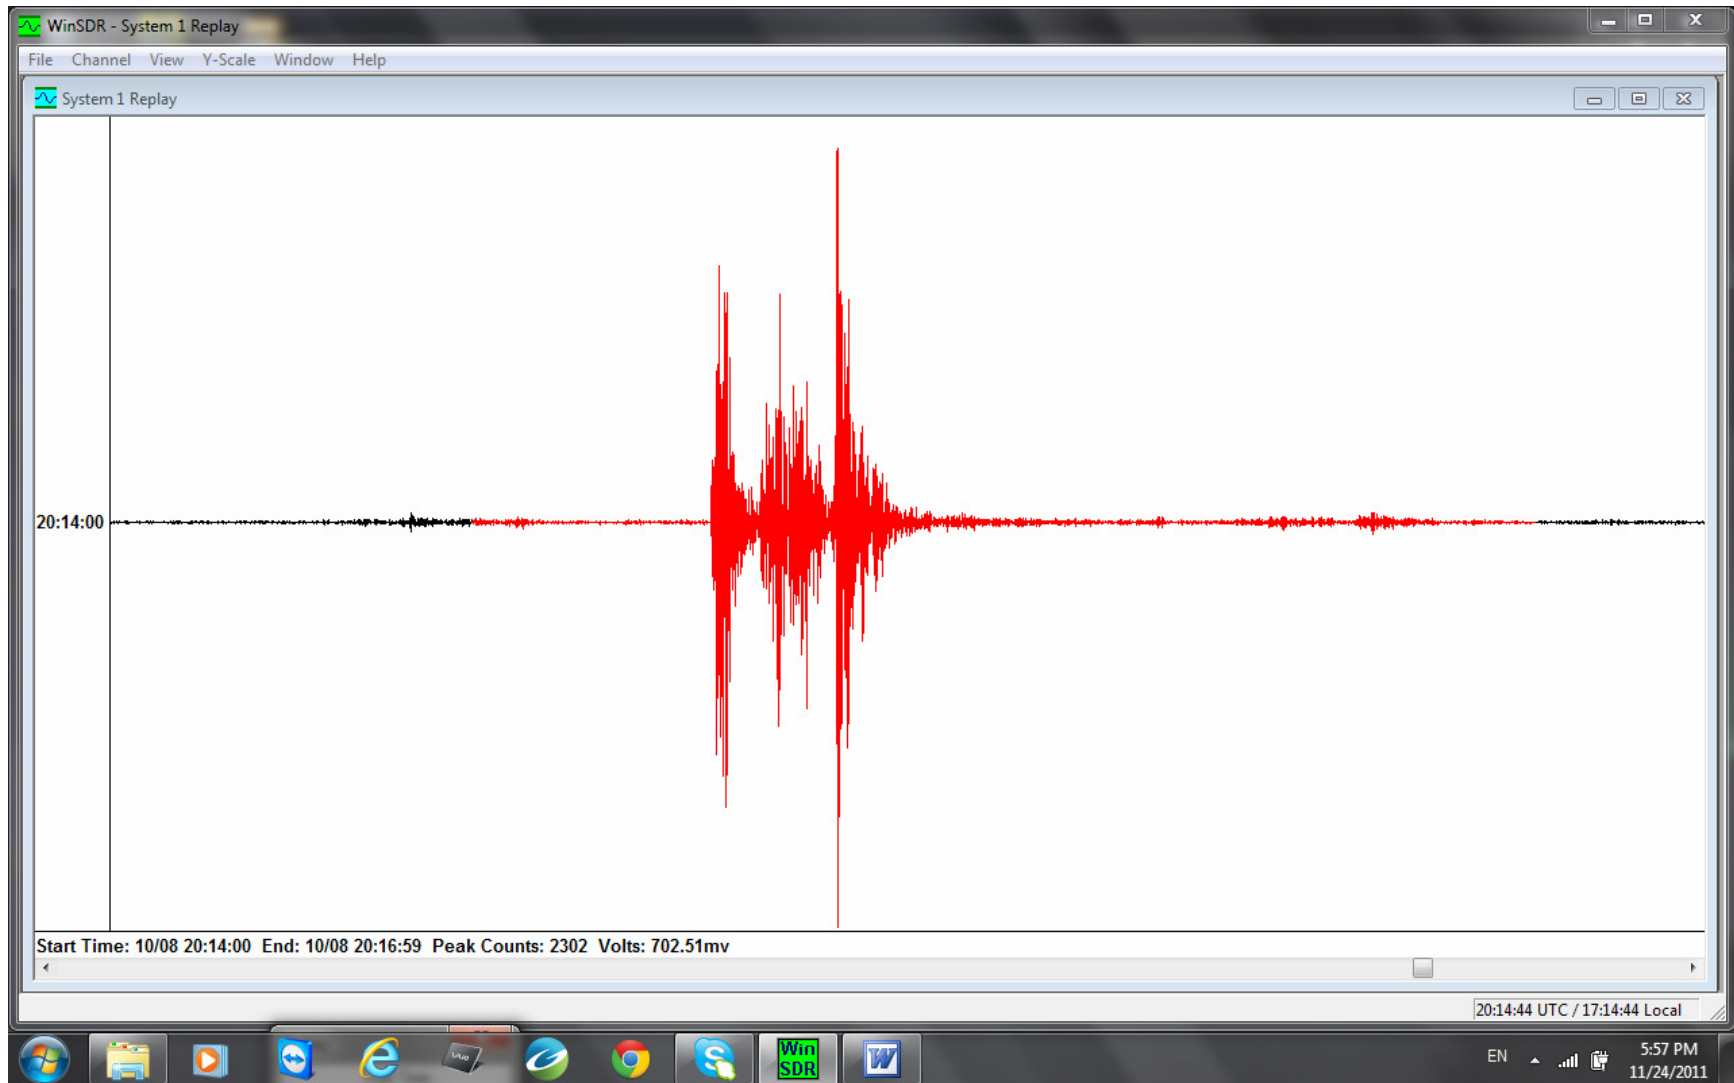 WinSDR - System 1 Replay
File Channel View Y-Scale Window Help
System 1 Replay
20:14:00
Start Time: 10/08 20:14:00 End: 10/08 20:16:59 Peak Counts: 2302 Volts: 702.51mv
20:14:44 UTC / 17:14:44 Local
Win
SDR
EN
5:57 PM
11/24/2011